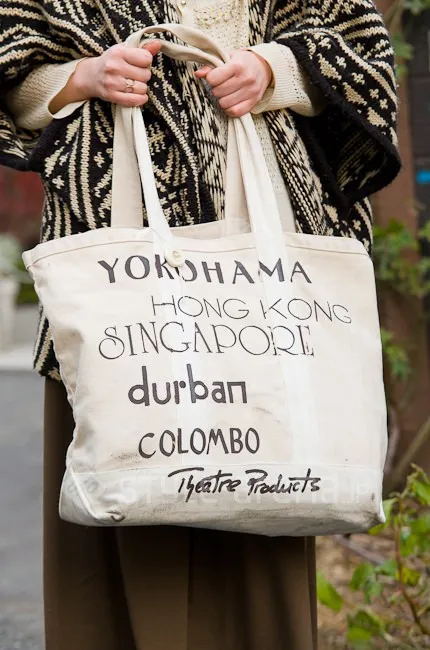 YOKOHAMA
HONG KONG
SINGAPORE
durban
COLOMBO
Theatre Products